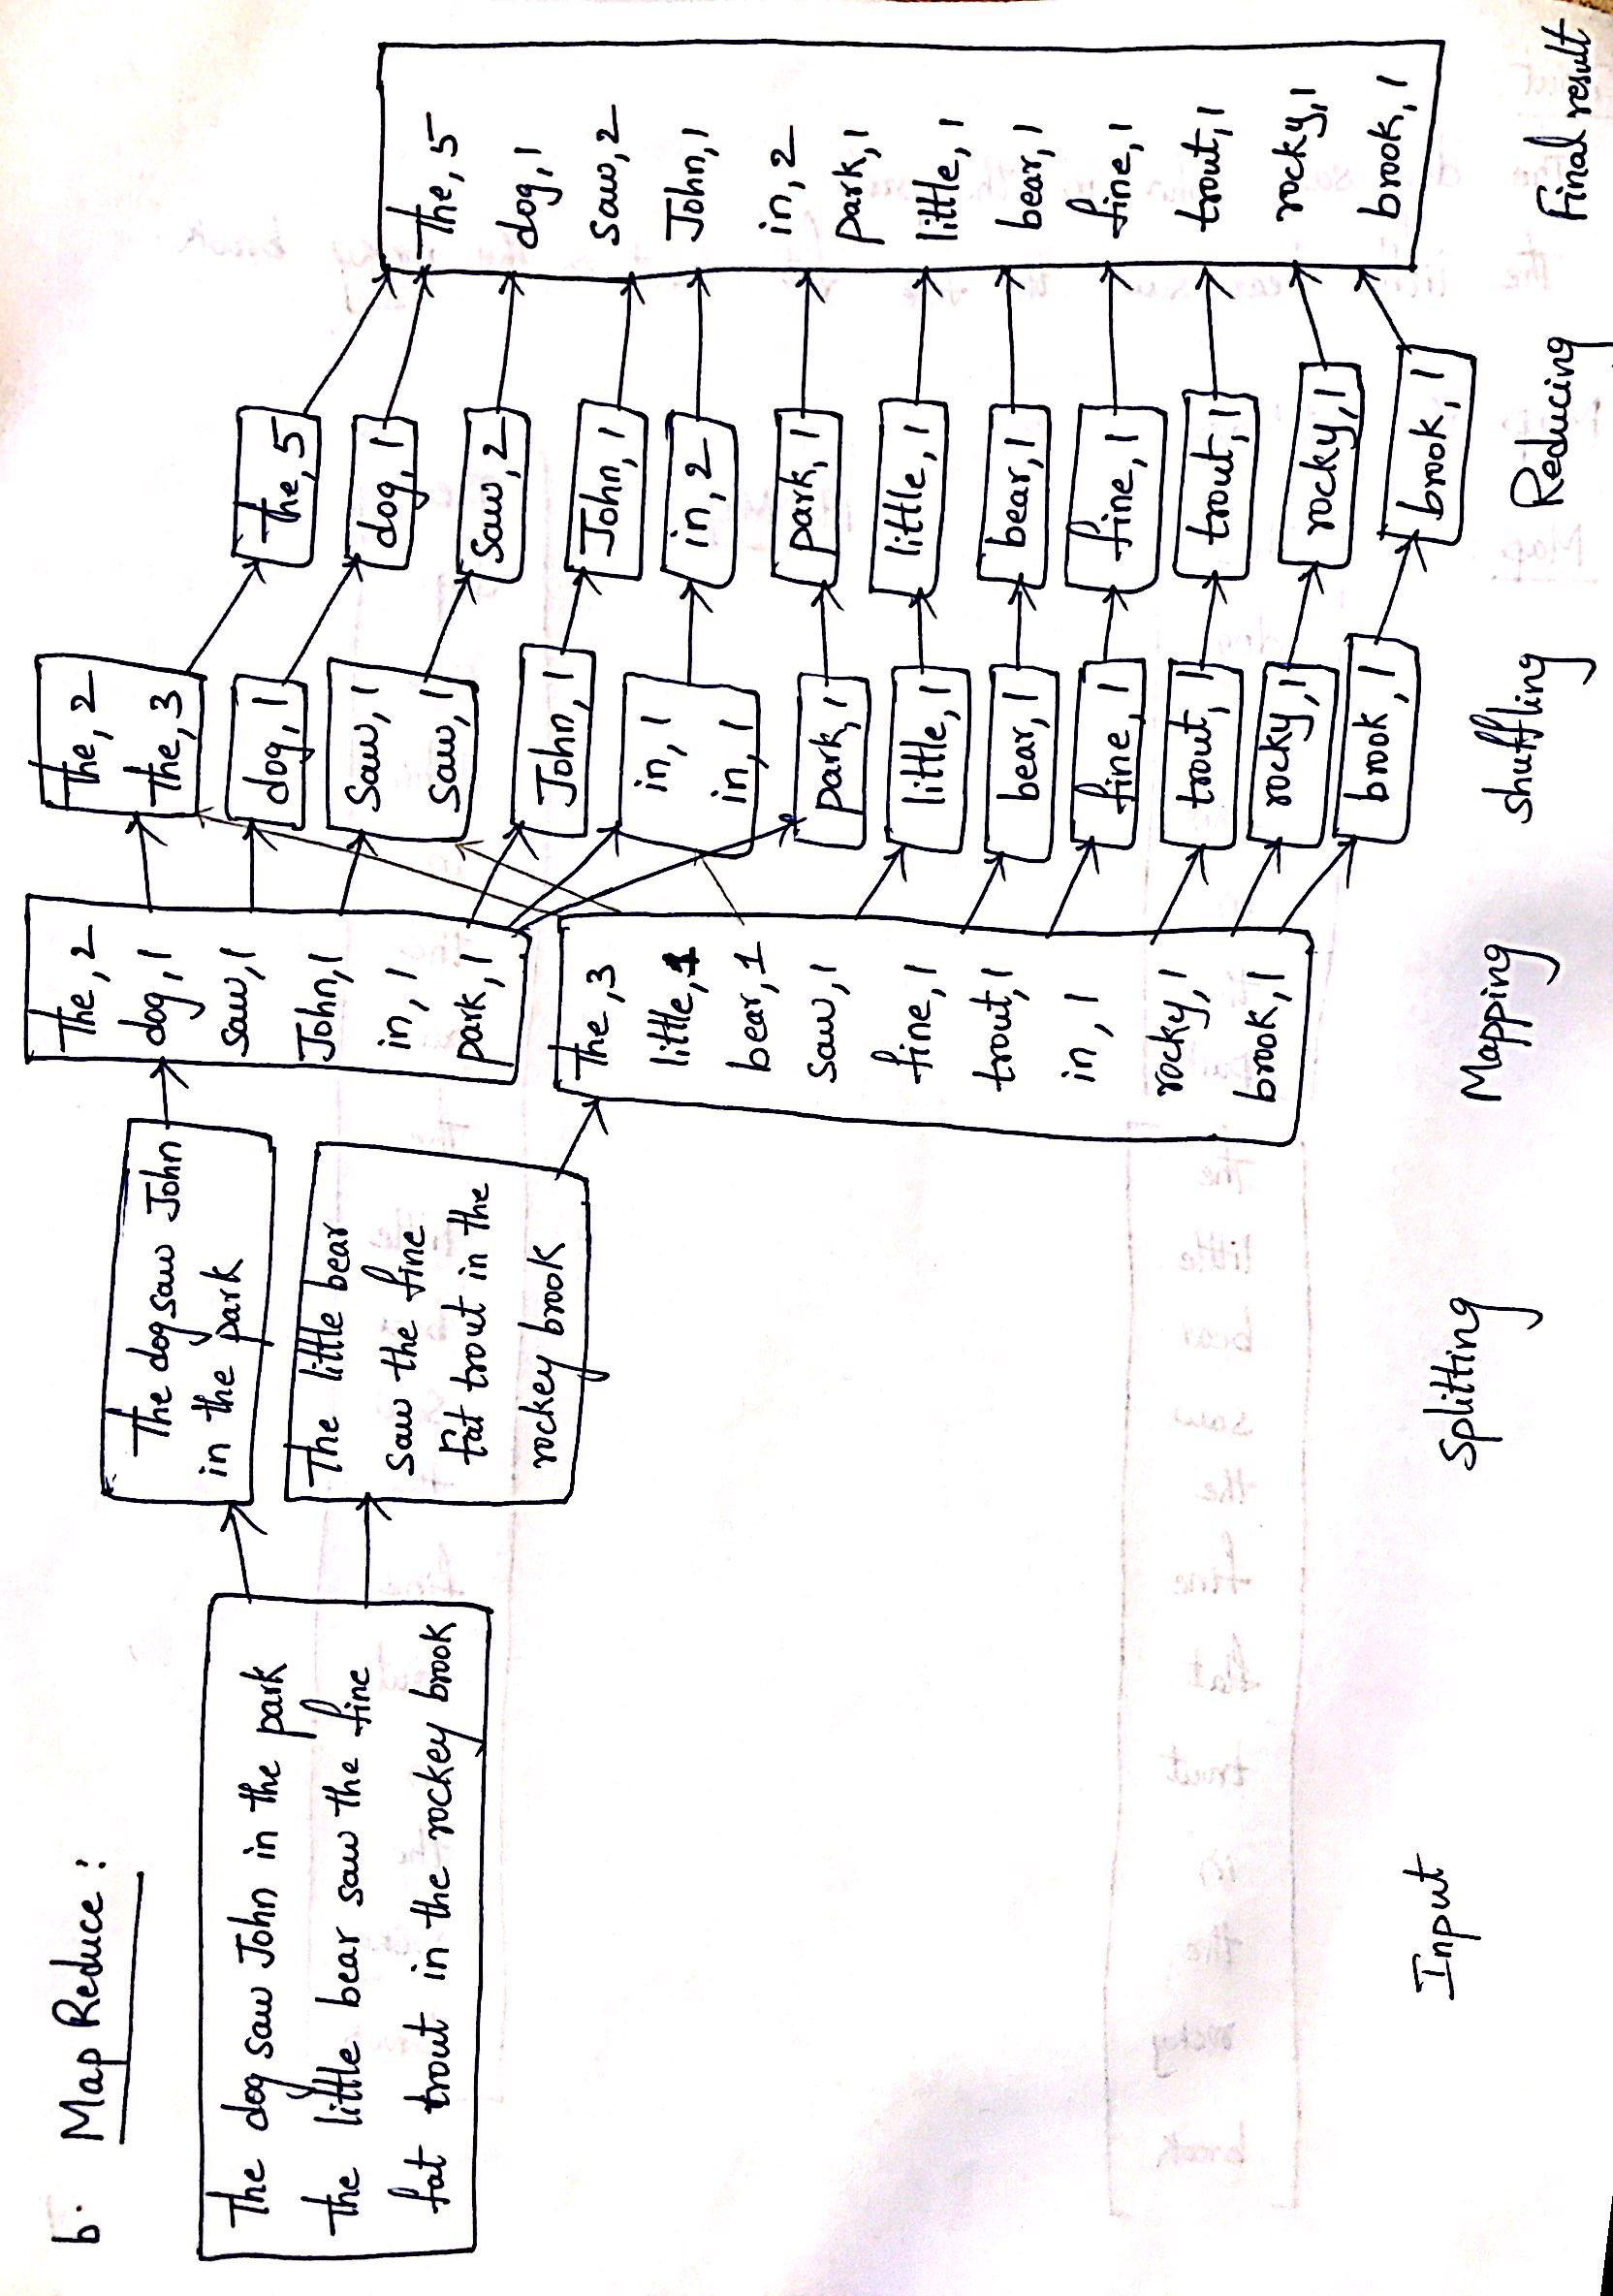 b. Map Reduce:
The dog saw John in the park
the little bear saw the fine
fat trout in the rockey brook
Input
The dog saw John
in the park
The little bear
saw the fine
Fat trout in the
rockey brook
Splitting
The, 2
dog, 1
saw, 1
John, 1
in, 1
park, 1
The, 3
little, 1
bear, 1
saw, 1
fine, 1
trout, 1
in, 1
rocky, 1
brook, 1
Mapping
The, 2
the, 3
dog, 1
Saw, 1
Saw, 1
John, 1
in, 1
in, 1
park, 1
little, 1
bear, 1
fine, 1
trout, 1
rocky, 1
brook, 1
Shuffling
the, 5
dog, 1
Saw, 2
John, 1
in, 2
park, 1
little, 1
bear, 1
fine, 1
trout, 1
rocky, 1
brook, 1
Reducing
The, 5
dog, 1
saw, 2
John, 1
in, 2
park, 1
little, 1
bear, 1
fine, 1
trout, 1
rocky, 1
brook, 1
Final result